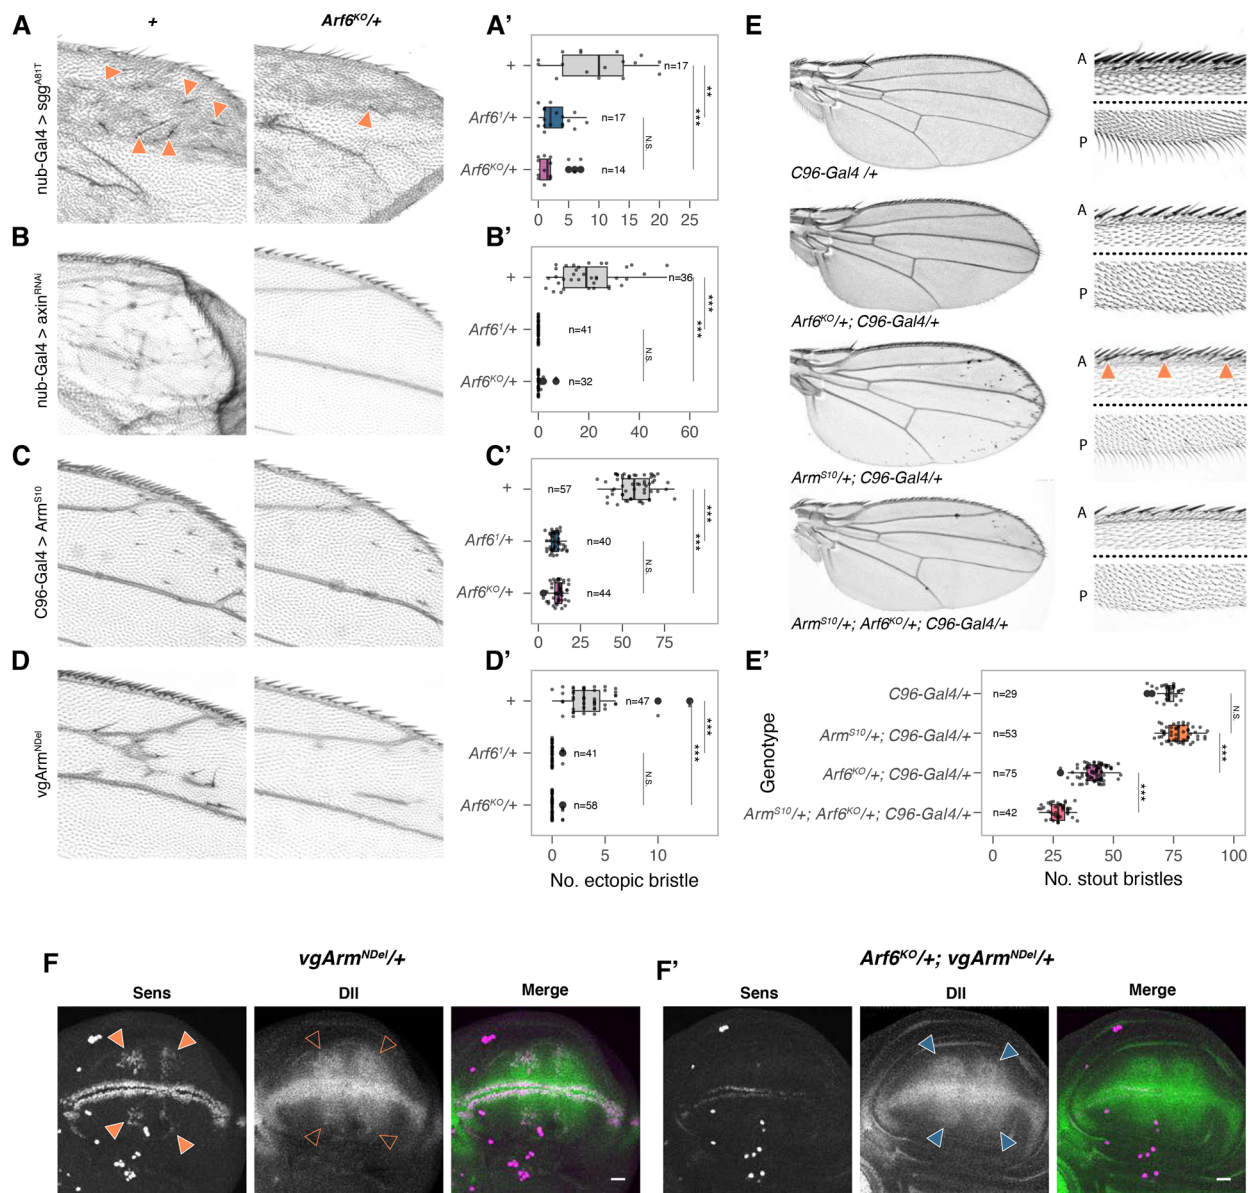 A
+
Arf6KO/+
A'
nub-Gal4 > sggA81T
+
n=17
**
Arf61/+
n=17
***
N.S.
Arf6KO/+
n=14
0 5 10 15 20 25
B
B'
nub-Gal4 > axinRNAi
+
n=36
***
Arf61/+
n=41
***
N.S.
Arf6KO/+
n=32
0 20 40 60
C
C'
C96-Gal4 > ArmS10
+
n=57
***
Arf61/+
n=40
***
N.S.
Arf6KO/+
n=44
0 25 50 75
D
D'
vgArmNDel
+
n=47
***
Arf61/+
n=41
***
N.S.
Arf6KO/+
n=58
0 5 10
No. ectopic bristle
E
A
P
C96-Gal4 /+
A
P
Arf6KO/+; C96-Gal4/+
A
P
ArmS10/+; C96-Gal4/+
A
P
ArmS10/+; Arf6KO/+; C96-Gal4/+
E'
Genotype
C96-Gal4/+
n=29
N.S.
ArmS10/+; C96-Gal4/+
n=53
***
Arf6KO/+; C96-Gal4/+
n=75
***
ArmS10/+; Arf6KO/+; C96-Gal4/+
n=42
0 25 50 75 100
No. stout bristles
F
vgArmNDel/+
Sens
Dll
Merge
F'
Arf6KO/+; vgArmNDel/+
Sens
Dll
Merge